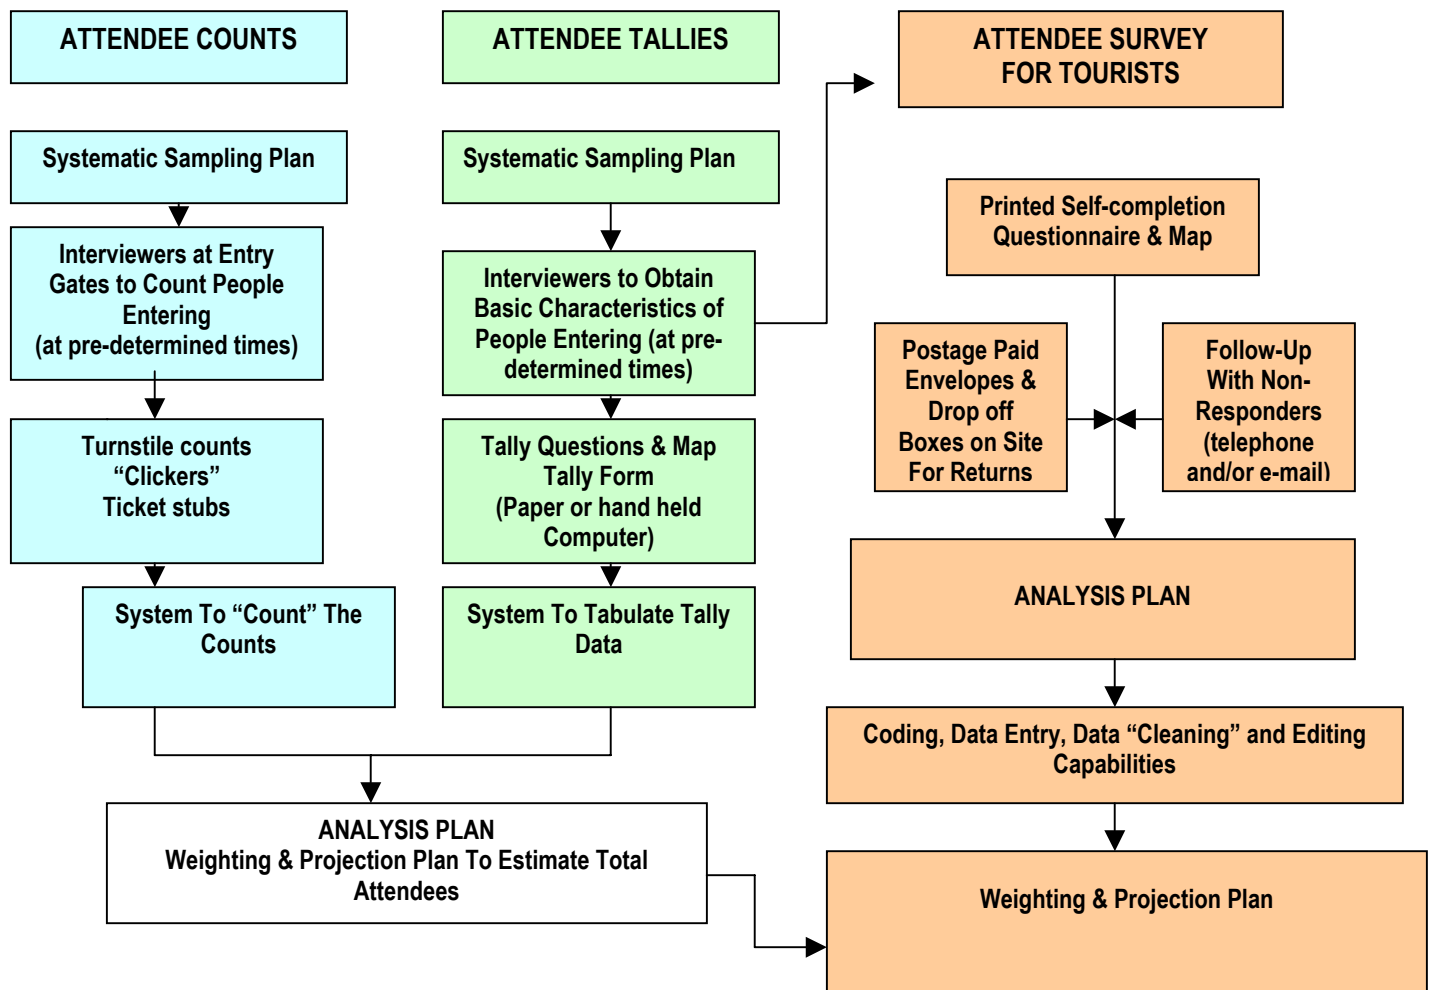 ATTENDEE COUNTS
Systematic Sampling Plan
Interviewers at Entry
Gates to Count People
Entering
(at pre-determined times)
Turnstile counts
“Clickers”
Ticket stubs
System To “Count” The
Counts
ATTENDEE TALLIES
Systematic Sampling Plan
Interviewers to Obtain
Basic Characteristics of
People Entering (at pre-
determined times)
Tally Questions & Map
Tally Form
(Paper or hand held
Computer)
System To Tabulate Tally
Data
ANALYSIS PLAN
Weighting & Projection Plan To Estimate Total
Attendees
ATTENDEE SURVEY
FOR TOURISTS
Printed Self-completion
Questionnaire & Map
Postage Paid
Envelopes &
Drop off
Boxes on Site
For Returns
Follow-Up
With Non-
Responders
(telephone
and/or e-mail)
ANALYSIS PLAN
Coding, Data Entry, Data “Cleaning” and Editing
Capabilities
Weighting & Projection Plan